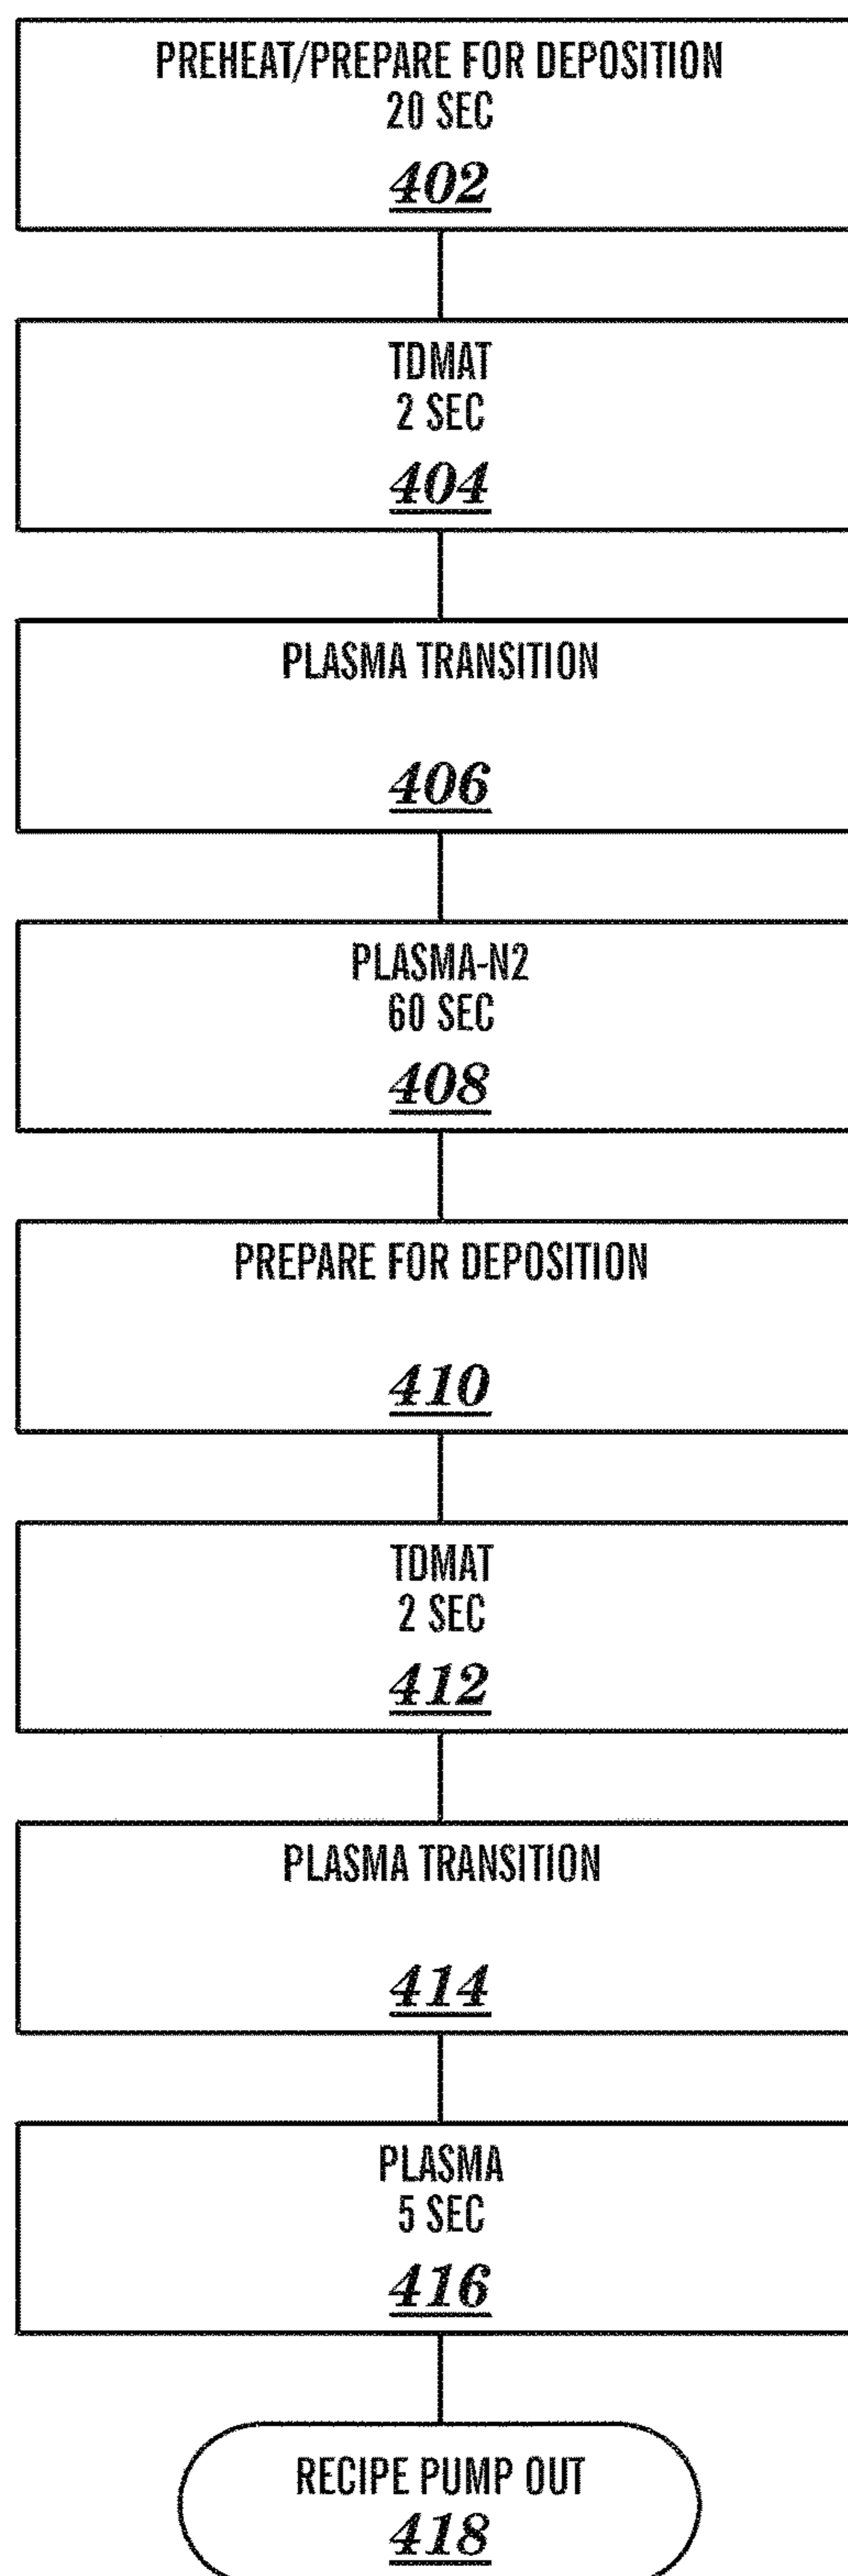 PREHEAT/PREPARE FOR DEPOSITION
20 SEC
402
TDMAT
2 SEC
404
PLASMA TRANSITION
406
PLASMA-N2
60 SEC
408
PREPARE FOR DEPOSITION
410
TDMAT
2 SEC
412
PLASMA TRANSITION
414
PLASMA
5 SEC
416
RECIPE PUMP OUT
418